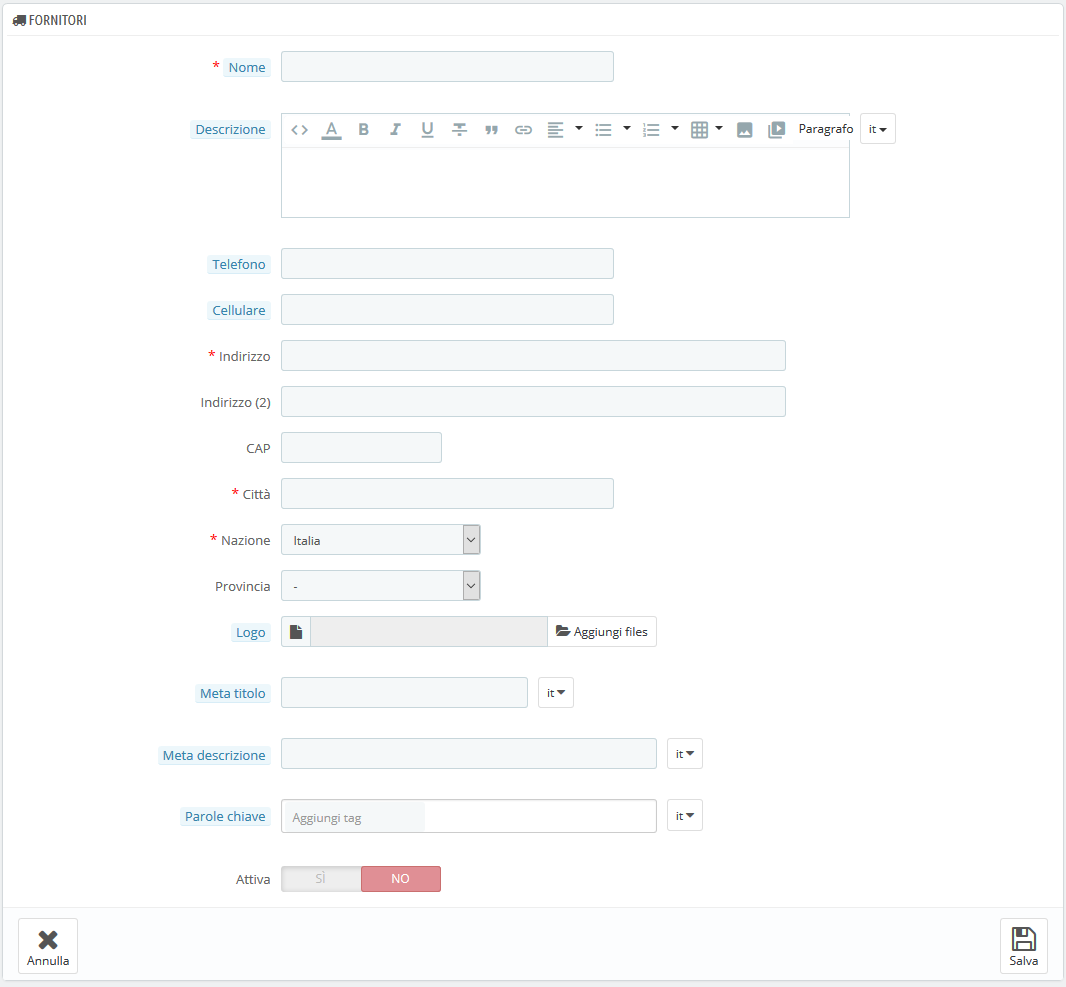 FORNITORI
* Nome
Descrizione
A B I U Paragrafo it
Telefono
Cellulare
* Indirizzo
Indirizzo (2)
CAP
* Città
* Nazione Italia
Provincia -
Logo Aggiungi files
Meta titolo it
Meta descrizione it
Parole chiave Aggiungi tag it
Attiva SÌ NO
Annulla Salva